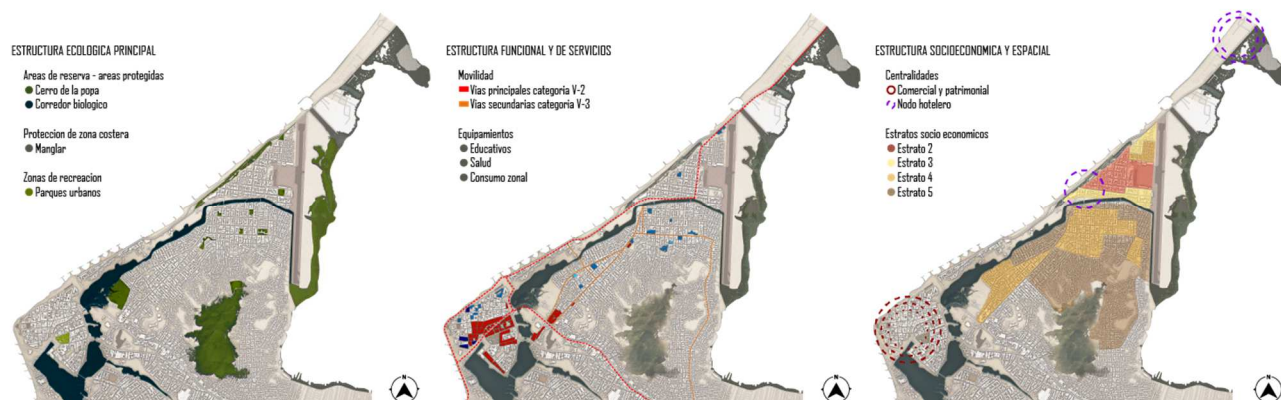 ESTRUCTURA ECOLOGICA PRINCIPAL
Areas de reserva - areas protegidas
Cerro de la popa
Corredor biologico
Proteccion de zona costera
Manglar
Zonas de recreacion
Parques urbanos
ESTRUCTURA FUNCIONAL Y DE SERVICIOS
Movilidad
Vias principales categoria V-2
Vias secundarias categoria V-3
Equipamientos
Educativos
Salud
Consumo zonal
ESTRUCTURA SOCIOECONOMICA Y ESPACIAL
Centralidades
Comercial y patrimonial
Nodo hotelero
Estratos socio economicos
Estrato 2
Estrato 3
Estrato 4
Estrato 5